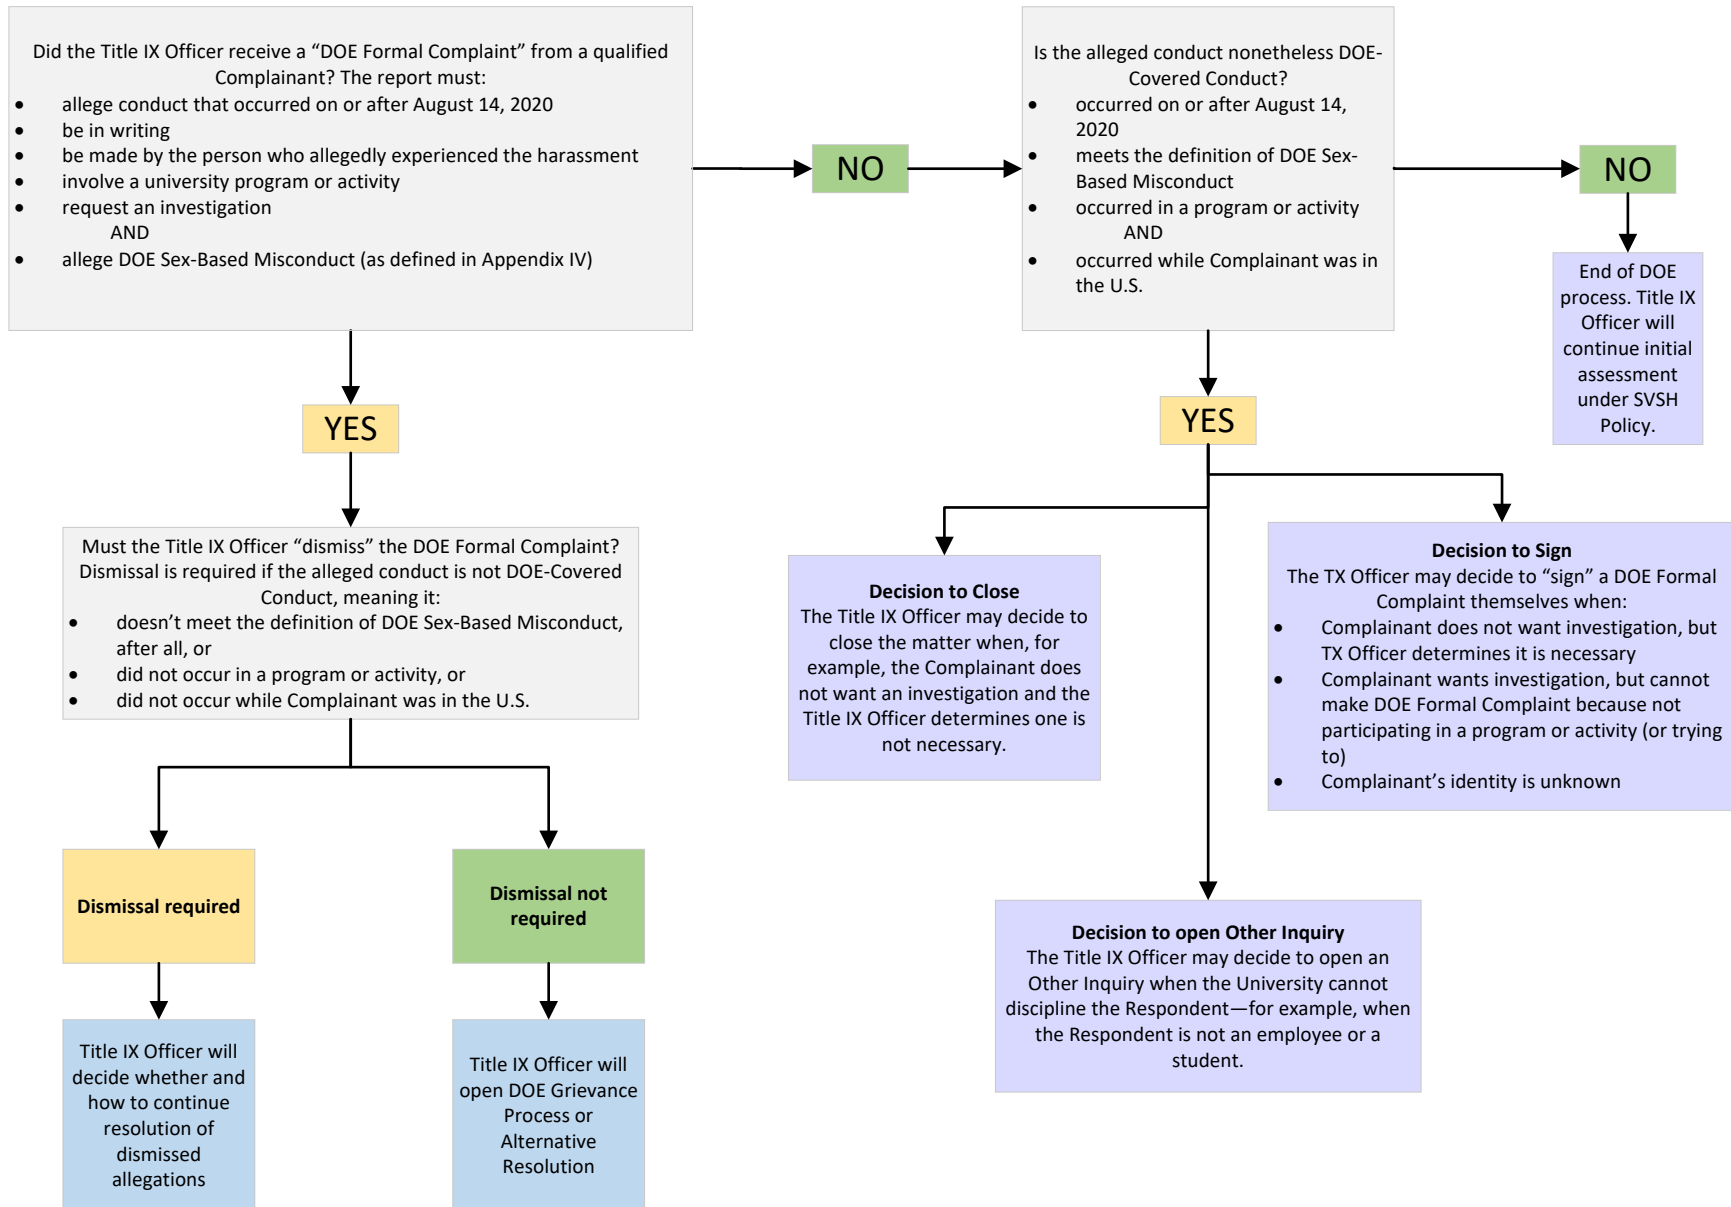 Did the Title IX Officer receive a “DOE Formal Complaint” from a qualified
Complainant? The report must:
• allege conduct that occurred on or after August 14, 2020
• be in writing
• be made by the person who allegedly experienced the harassment
• involve a university program or activity
• request an investigation
AND
• allege DOE Sex-Based Misconduct (as defined in Appendix IV)
NO
Is the alleged conduct nonetheless DOE-
Covered Conduct?
• occurred on or after August 14,
2020
• meets the definition of DOE Sex-
Based Misconduct
• occurred in a program or activity
AND
• occurred while Complainant was in
the U.S.
NO
End of DOE
process. Title IX
Officer will
continue initial
assessment
under SVSH
Policy.
YES
Must the Title IX Officer “dismiss” the DOE Formal Complaint?
Dismissal is required if the alleged conduct is not DOE-Covered
Conduct, meaning it:
• doesn’t meet the definition of DOE Sex-Based Misconduct,
after all, or
• did not occur in a program or activity, or
• did not occur while Complainant was in the U.S.
Dismissal required
Dismissal not
required
Title IX Officer will
decide whether and
how to continue
resolution of
dismissed
allegations
Title IX Officer will
open DOE Grievance
Process or
Alternative
Resolution
YES
Decision to Close
The Title IX Officer may decide to
close the matter when, for
example, the Complainant does
not want an investigation and the
Title IX Officer determines one is
not necessary.
Decision to Sign
The TX Officer may decide to “sign” a DOE Formal
Complaint themselves when:
• Complainant does not want investigation, but
TX Officer determines it is necessary
• Complainant wants investigation, but cannot
make DOE Formal Complaint because not
participating in a program or activity (or trying
to)
• Complainant’s identity is unknown
Decision to open Other Inquiry
The Title IX Officer may decide to open an
Other Inquiry when the University cannot
discipline the Respondent—for example, when
the Respondent is not an employee or a
student.